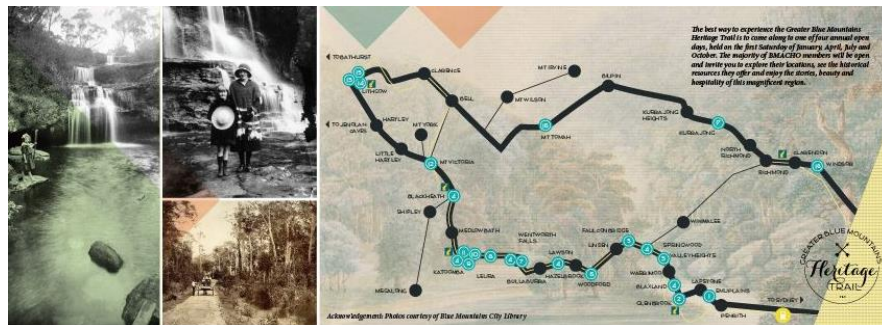 The best way to experience the Greater Blue Mountains
Heritage Trail is to come along to one of four annual open
days, held on the first Saturday of January, April, July and
October. The majority of BMACHO members will be open
and invite you to explore their locations, see the historical
resources they offer and enjoy the stories, beauty and
hospitality of this magnificent region.
TO BATHURST
CLARENCE
MT IRVINE
BILPIN
LITHGOW
BELL
MT WILSON
KURRAJONG
HEIGHTS
HARTLEY
MT YORK
MT TOMAH
KURRAJONG
TO JENOLAN
CAVES
LITTLE
HARTLEY
MT VICTORIA
NORTH
RICHMOND
CLARENDON
RICHMOND
WINDSOR
BLACKHEATH
SHIPLEY
MEDLOW BATH
WENTWORTH
FALLS
FAULCONBRIDGE
WINMALEE
LINDEN
SPRINGWOOD
VALLEY HEIGHTS
LAWSON
KATOOMBA
LEURA
BULLABURRA
HAZELBROOK
WOODFORD
WARRIMOO
BLAXLAND
LAPSTONE
EMU PLAINS
GLENBROOK
MEGALONG
PENRITH
TO SYDNEY
GREATER BLUE MOUNTAINS
Heritage
TRAIL
Acknowledgement: Photos courtesy of Blue Mountains City Library